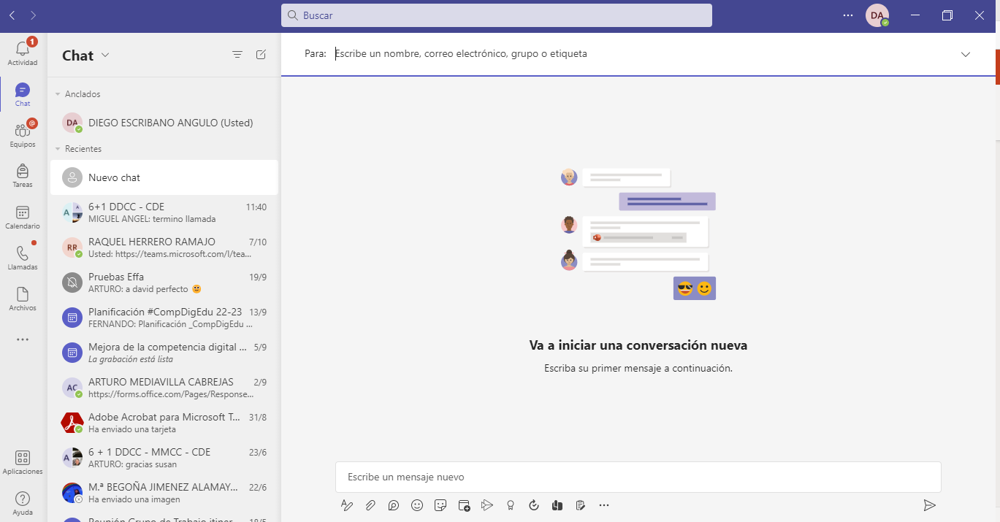 Buscar
DA
1
Actividad
Chat
@
Equipos
Tareas
Calendario
Llamadas
Archivos
Aplicaciones
Ayuda
Chat
Anclados
DA
DIEGO ESCRIBANO ANGULO (Usted)
Recientes
Nuevo chat
A A
6+1 DDCC - CDE 11:40
MIGUEL ANGEL: termino llamada
RR
RAQUEL HERRERO RAMAJO 7/10
Usted: https://teams.microsoft.com/l/tea...
Pruebas Effa 19/9
ARTURO: a david perfecto 🙂
Planificación #CompDigEdu 22-23 13/9
FERNANDO: Planificación _CompDigEdu ...
Mejora de la competencia digital ... 5/9
La grabación está lista
AC
ARTURO MEDIAVILLA CABREJAS 2/9
https://forms.office.com/Pages/Response...
Adobe Acrobat para Microsoft T... 31/8
Ha enviado una tarjeta
A
6 + 1 DDCC - MMCC - CDE 23/6
ARTURO: gracias susan
M.ª BEGOÑA JIMENEZ ALAMAY... 22/6
Ha enviado una imagen
Reunión Grupo de Trabajo itiner... 18/5
Para: Escribe un nombre, correo electrónico, grupo o etiqueta
Va a iniciar una conversación nueva
Escriba su primer mensaje a continuación.
Escribe un mensaje nuevo